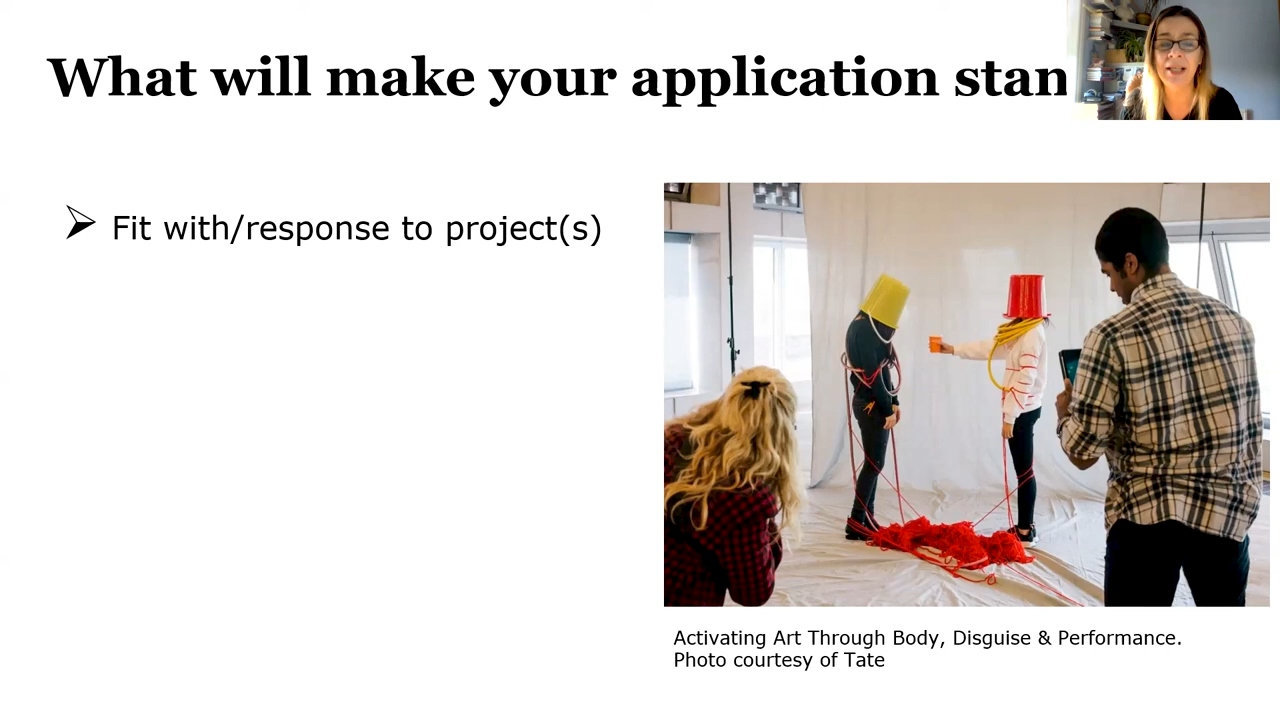 What will make your application stan
Fit with/response to project(s)
Activating Art Through Body, Disguise & Performance.
Photo courtesy of Tate